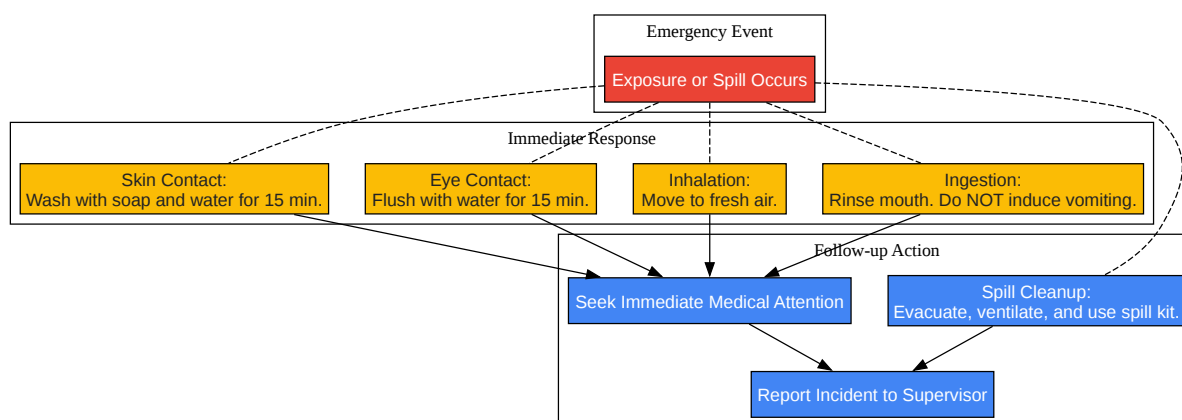 Emergency Event
Exposure or Spill Occurs
Immediate Response
Skin Contact:
Wash with soap and water for 15 min.
Eye Contact:
Flush with water for 15 min.
Inhalation:
Move to fresh air.
Ingestion:
Rinse mouth. Do NOT induce vomiting.
Follow-up Action
Seek Immediate Medical Attention
Spill Cleanup:
Evacuate, ventilate, and use spill kit.
Report Incident to Supervisor